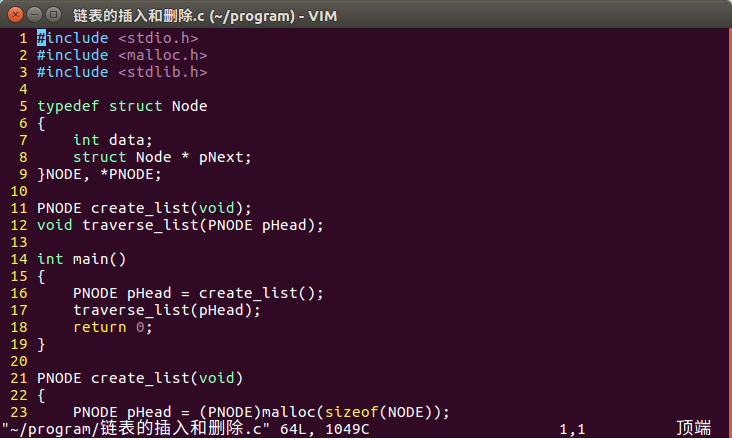 链表的插入和删除.c (~/program) - VIM
1 #include <stdio.h>
2 #include <malloc.h>
3 #include <stdlib.h>
4
5 typedef struct Node
6 {
7     int data;
8     struct Node * pNext;
9 }NODE, *PNODE;
10
11 PNODE create_list(void);
12 void traverse_list(PNODE pHead);
13
14 int main()
15 {
16     PNODE pHead = create_list();
17     traverse_list(pHead);
18     return 0;
19 }
20
21 PNODE create_list(void)
22 {
23     PNODE pHead = (PNODE)malloc(sizeof(NODE));
"~/program/链表的插入和删除.c" 64L, 1049C 1,1 顶端